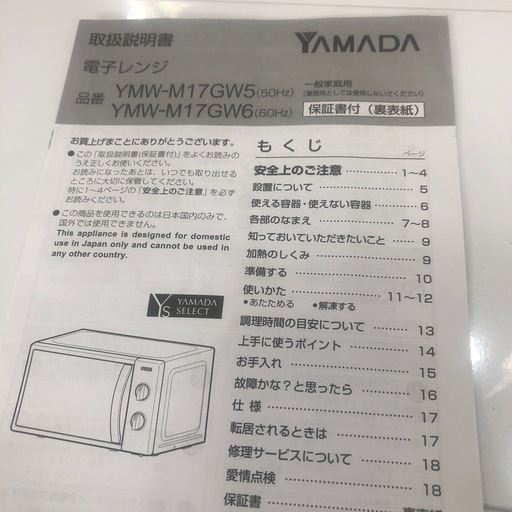 取扱説明書
YAMADA
電子レンジ
品番 YMW-M17GW5(50Hz)
YMW-M17GW6(60Hz)
一般家庭用
(業務用としては使用しないでください)
保証書付(裏表紙)
お買上げまことにありがとうございます。
●この「取扱説明書(保証書付)」をよくお読みのうえ正しくお使いください。
お読みになったあとは、いつでも取り出せるところに大切に保管してください。
特に1~4ページの「安全上のご注意」を必ずお読みください。
●この商品を使用できるのは日本国内のみで、国外では使用できません。
This appliance is designed for domestic
use in Japan only and cannot be used in
any other country.
YS YAMADA
SELECT
もくじ ページ
安全上のご注意 1~4
設置について 5
使える容器・使えない容器 6
各部のなまえ 7~8
知っておいていただきたいこと 9
加熱のしくみ 9
準備する 10
使いかた 11~12
●あたためる ●解凍する
調理時間の目安について 13
上手に使うポイント 14
お手入れ 15
故障かな?と思ったら 16
仕様 17
転居されるときは 17
修理サービスについて 18
愛情点検 18
保証書 裏表紙